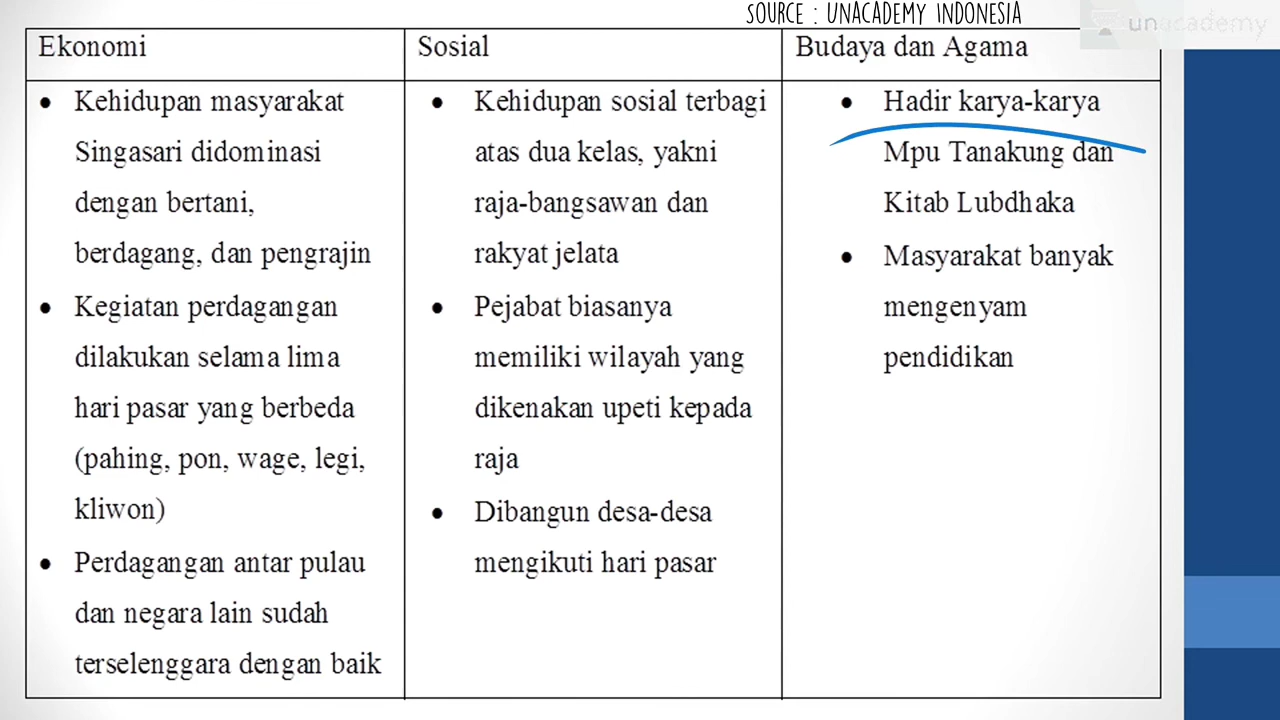 SOURCE : UNACADEMY INDONESIA
unacademy
Ekonomi
Sosial
Budaya dan Agama
• Kehidupan masyarakat
Singasari didominasi
dengan bertani,
berdagang, dan pengrajin
• Kegiatan perdagangan
dilakukan selama lima
hari pasar yang berbeda
(pahing, pon, wage, legi,
kliwon)
• Perdagangan antar pulau
dan negara lain sudah
terselenggara dengan baik
• Kehidupan sosial terbagi
atas dua kelas, yakni
raja-bangsawan dan
rakyat jelata
• Pejabat biasanya
memiliki wilayah yang
dikenakan upeti kepada
raja
• Dibangun desa-desa
mengikuti hari pasar
• Hadir karya-karya
Mpu Tanakung dan
Kitab Lubdhaka
• Masyarakat banyak
mengenyam
pendidikan